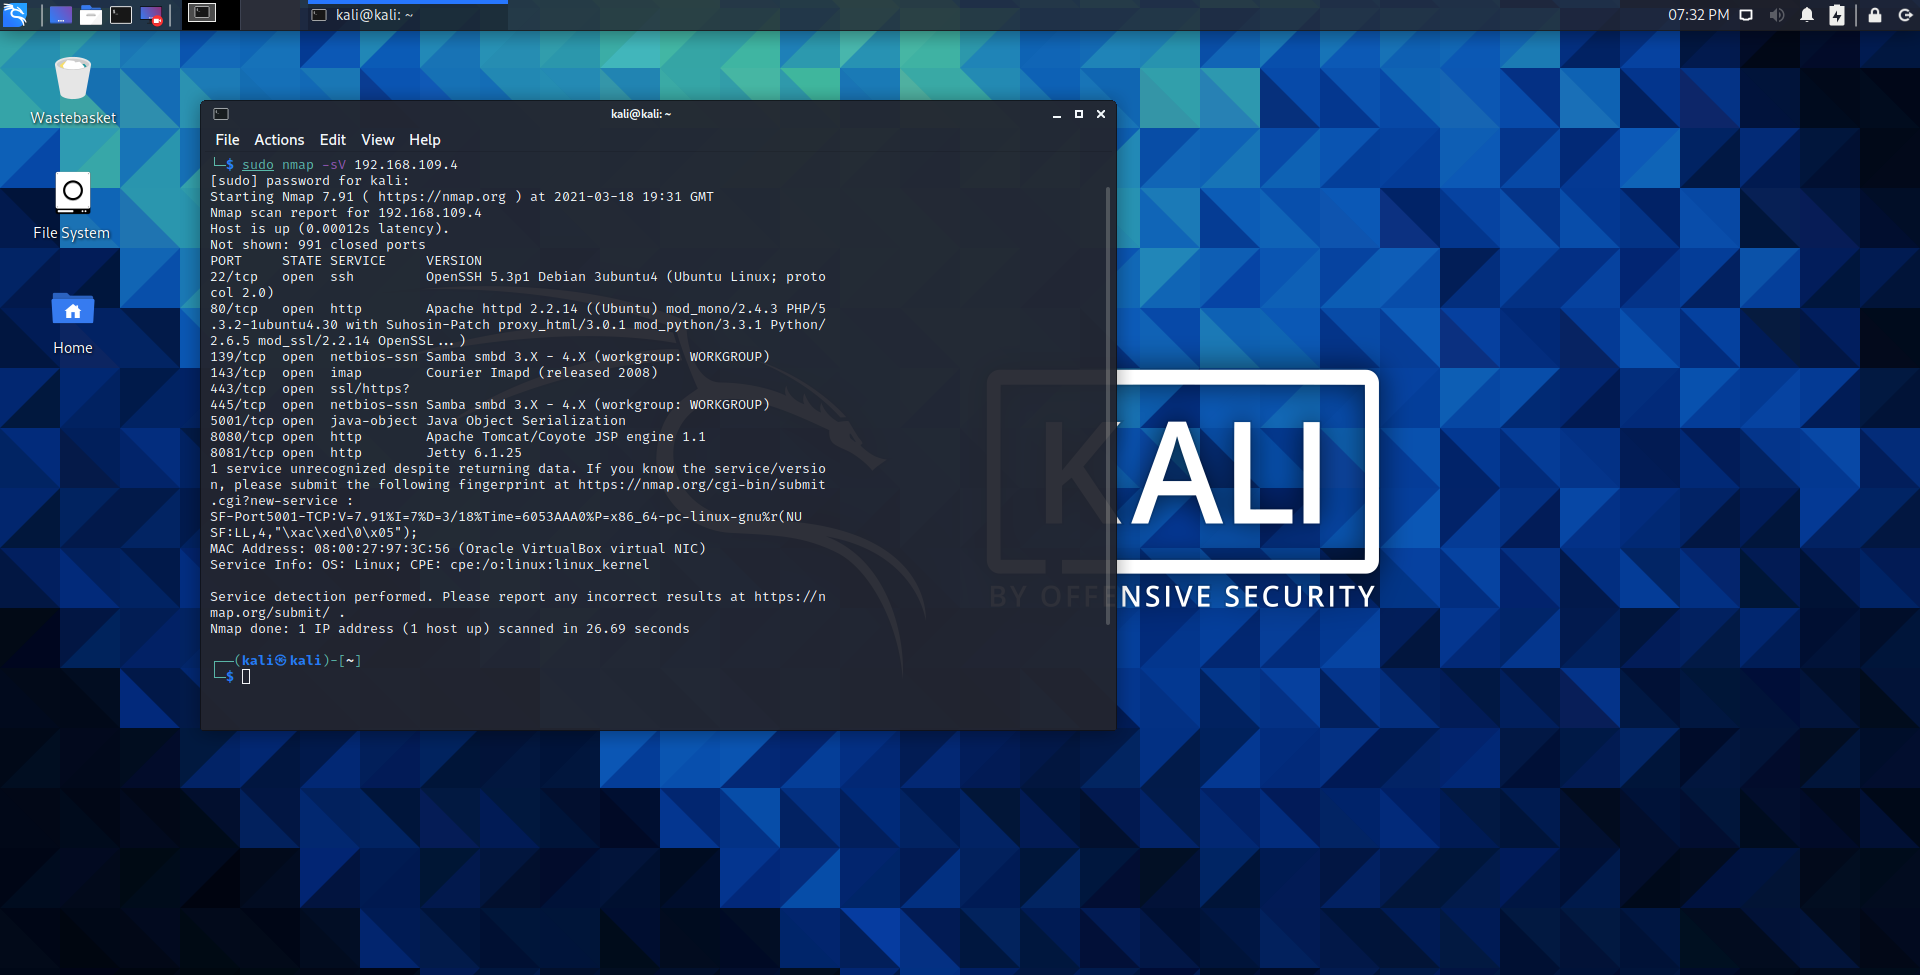 kali@kali: ~
07:32 PM
Wastebasket
File System
Home
kali@kali: ~
File Actions Edit View Help
└─$ sudo nmap -sV 192.168.109.4
[sudo] password for kali:
Starting Nmap 7.91 ( https://nmap.org ) at 2021-03-18 19:31 GMT
Nmap scan report for 192.168.109.4
Host is up (0.00012s latency).
Not shown: 991 closed ports
PORT     STATE SERVICE     VERSION
22/tcp   open  ssh         OpenSSH 5.3p1 Debian 3ubuntu4 (Ubuntu Linux; proto
col 2.0)
80/tcp   open  http        Apache httpd 2.2.14 ((Ubuntu) mod_mono/2.4.3 PHP/5
.3.2-1ubuntu4.30 with Suhosin-Patch proxy_html/3.0.1 mod_python/3.3.1 Python/
2.6.5 mod_ssl/2.2.14 OpenSSL...)
139/tcp  open  netbios-ssn Samba smbd 3.X - 4.X (workgroup: WORKGROUP)
143/tcp  open  imap        Courier Imapd (released 2008)
443/tcp  open  ssl/https?
445/tcp  open  netbios-ssn Samba smbd 3.X - 4.X (workgroup: WORKGROUP)
5001/tcp open  java-object Java Object Serialization
8080/tcp open  http        Apache Tomcat/Coyote JSP engine 1.1
8081/tcp open  http        Jetty 6.1.25
1 service unrecognized despite returning data. If you know the service/versio
n, please submit the following fingerprint at https://nmap.org/cgi-bin/submit
.cgi?new-service :
SF-Port5001-TCP:V=7.91%I=7%D=3/18%Time=6053AAA0%P=x86_64-pc-linux-gnu%r(NU
SF:LL,4,"\xac\xed\0\x05");
MAC Address: 08:00:27:97:3C:56 (Oracle VirtualBox virtual NIC)
Service Info: OS: Linux; CPE: cpe:/o:linux:linux_kernel
Service detection performed. Please report any incorrect results at https://n
map.org/submit/ .
Nmap done: 1 IP address (1 host up) scanned in 26.69 seconds
┌──(kali㉿kali)-[~]
└─$
KALI
BY OFFENSIVE SECURITY